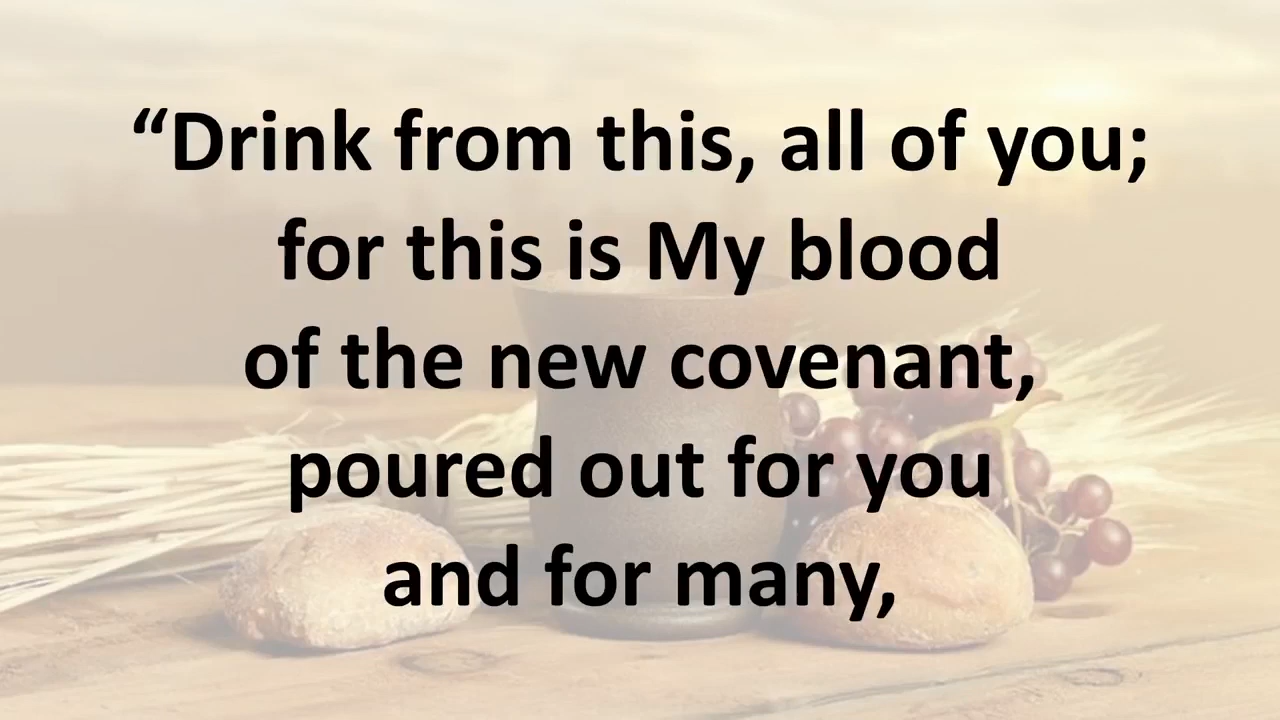 “Drink from this, all of you;
for this is My blood
of the new covenant,
poured out for you
and for many,